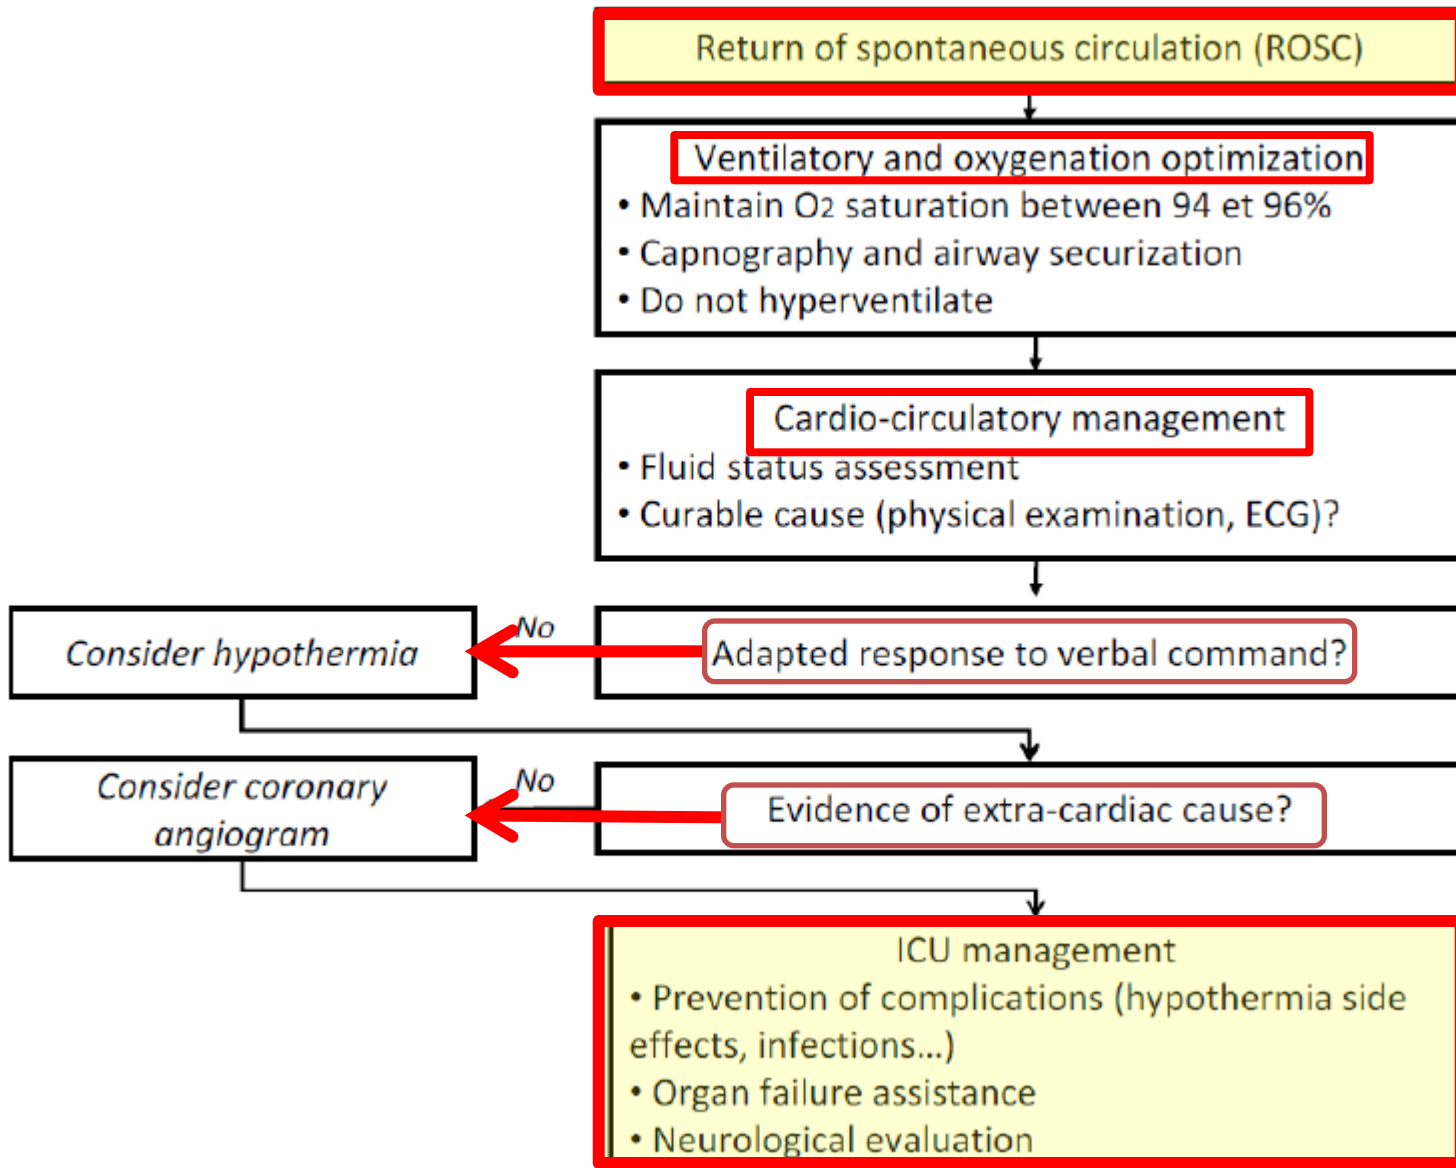 Return of spontaneous circulation (ROSC)
Ventilatory and oxygenation optimization
• Maintain O2 saturation between 94 et 96%
• Capnography and airway securization
• Do not hyperventilate
Cardio-circulatory management
• Fluid status assessment
• Curable cause (physical examination, ECG)?
Consider hypothermia
No
Adapted response to verbal command?
Consider coronary
angiogram
No
Evidence of extra-cardiac cause?
ICU management
• Prevention of complications (hypothermia side
effects, infections...)
• Organ failure assistance
• Neurological evaluation